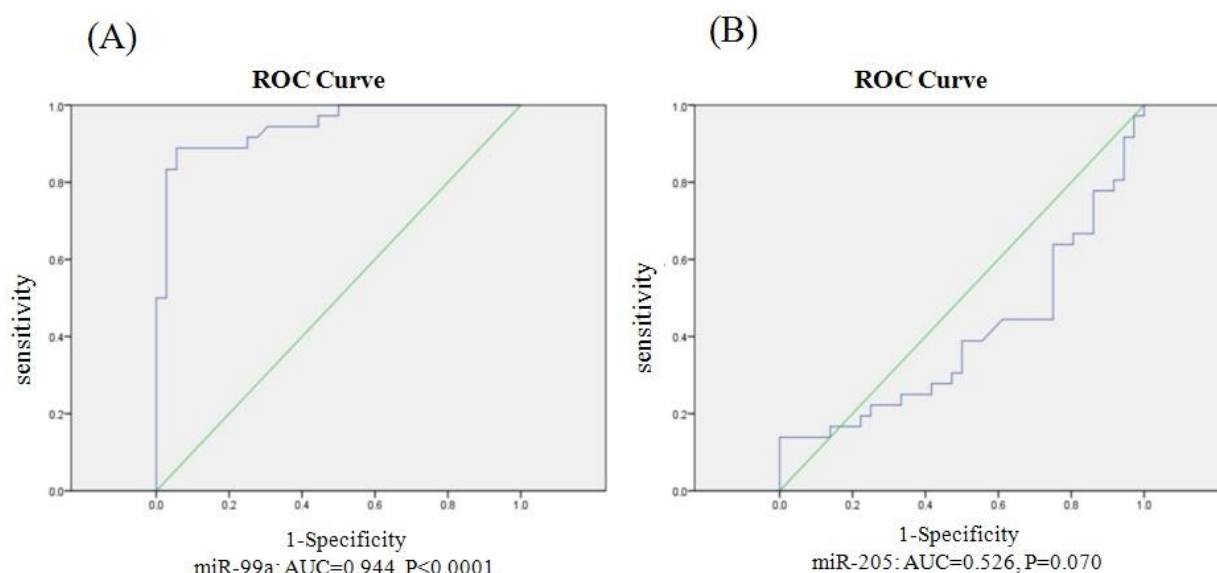 (A)
ROC Curve
1.0
0.8
0.6
0.4
0.2
0.0
sensitivity
0.0 0.2 0.4 0.6 0.8 1.0
1-Specificity
miR-99a: AUC=0.944, P<0.0001
(B)
ROC Curve
1.0
0.8
0.6
0.4
0.2
0.0
sensitivity
0.0 0.2 0.4 0.6 0.8 1.0
1-Specificity
miR-205: AUC=0.526, P=0.070